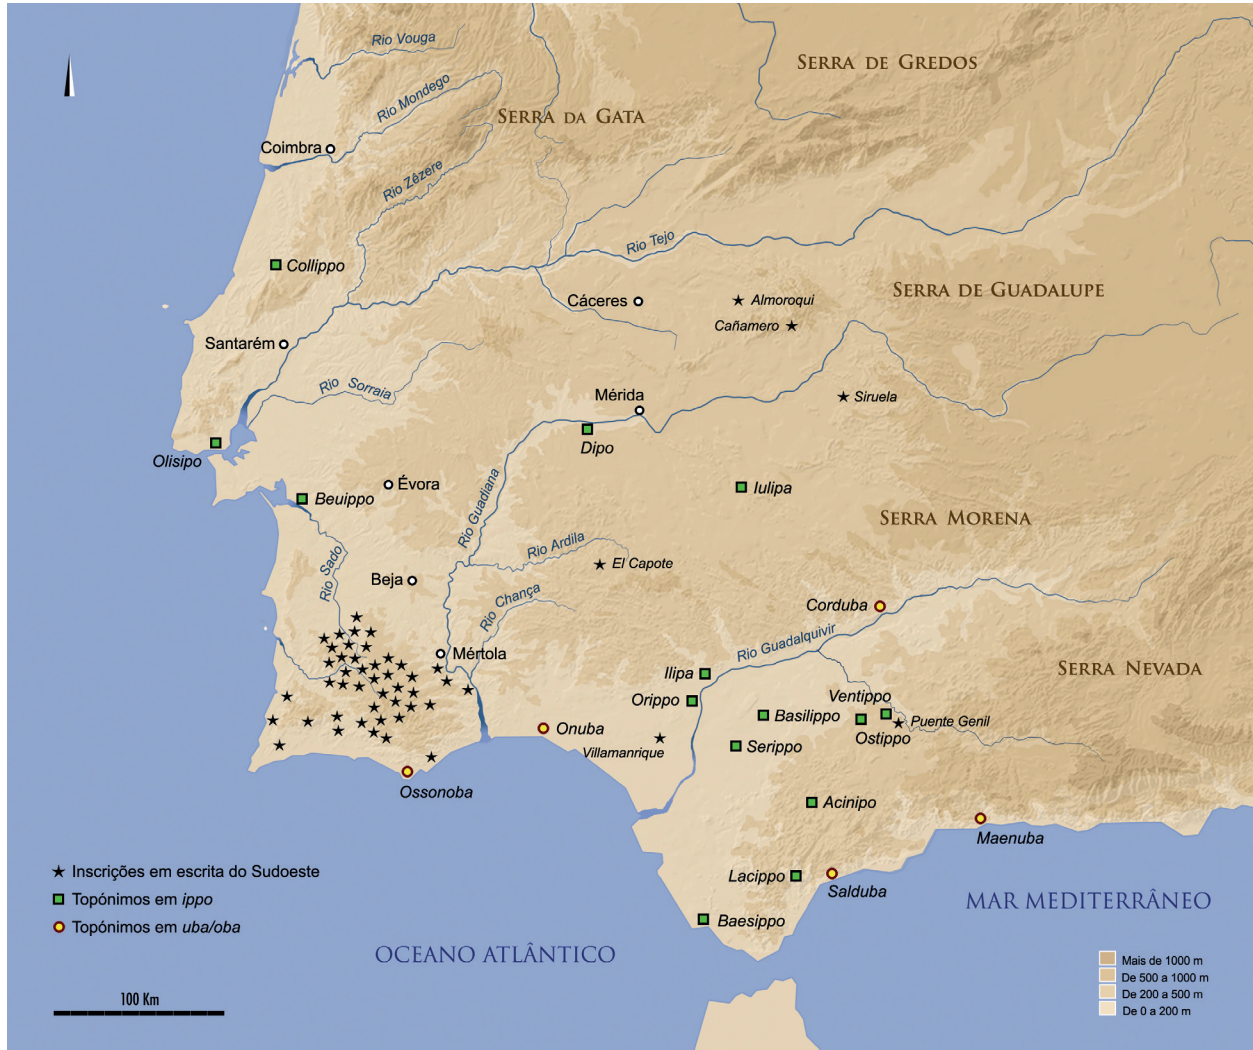 Rio Vouga
SERRA DE GREDOS
Rio Mondego
SERRA DA GATA
Coimbra
Rio Zêzere
Rio Tejo
Collippo
SERRA DE GUADALUPE
Cáceres
Almoroqui
Cañamero
Santarém
Rio Sorraia
Mérida
Siruela
Olisipo
Dipo
Évora
Iulipa
Beuippo
Rio Guadiana
SERRA MORENA
Rio Ardila
El Capote
Rio Sado
Beja
Rio Chança
Corduba
Rio Guadalquivir
Mértola
SERRA NEVADA
Ilipa
Orippo
Ventippo
Basilippo
Puente Genil
Onuba
Ostippo
Villamanrique
Serippo
Ossonoba
Acinipo
Maenuba
Inscrições em escrita do Sudoeste
Lacippo
Salduba
Topónimos em ippo
MAR MEDITERRÂNEO
Baesippo
Topónimos em uba/oba
OCEANO ATLÂNTICO
Mais de 1000 m
De 500 a 1000 m
De 200 a 500 m
De 0 a 200 m
100 Km